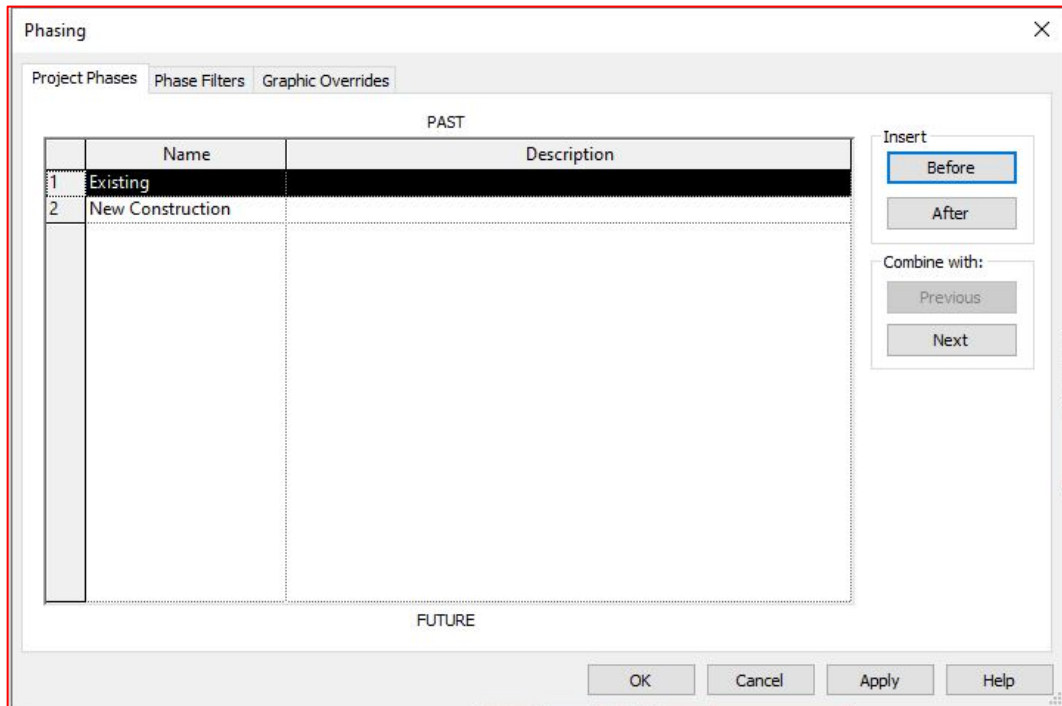 Phasing
Project Phases Phase Filters Graphic Overrides
PAST
Name Description
1 Existing
2 New Construction
FUTURE
Insert
Before
After
Combine with:
Previous
Next
OK Cancel Apply Help